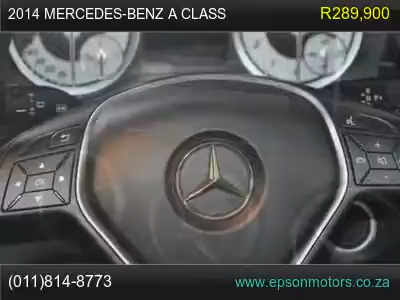 2014 MERCEDES-BENZ A CLASS
R289,900
(011)814-8773
www.epsonmotors.co.za